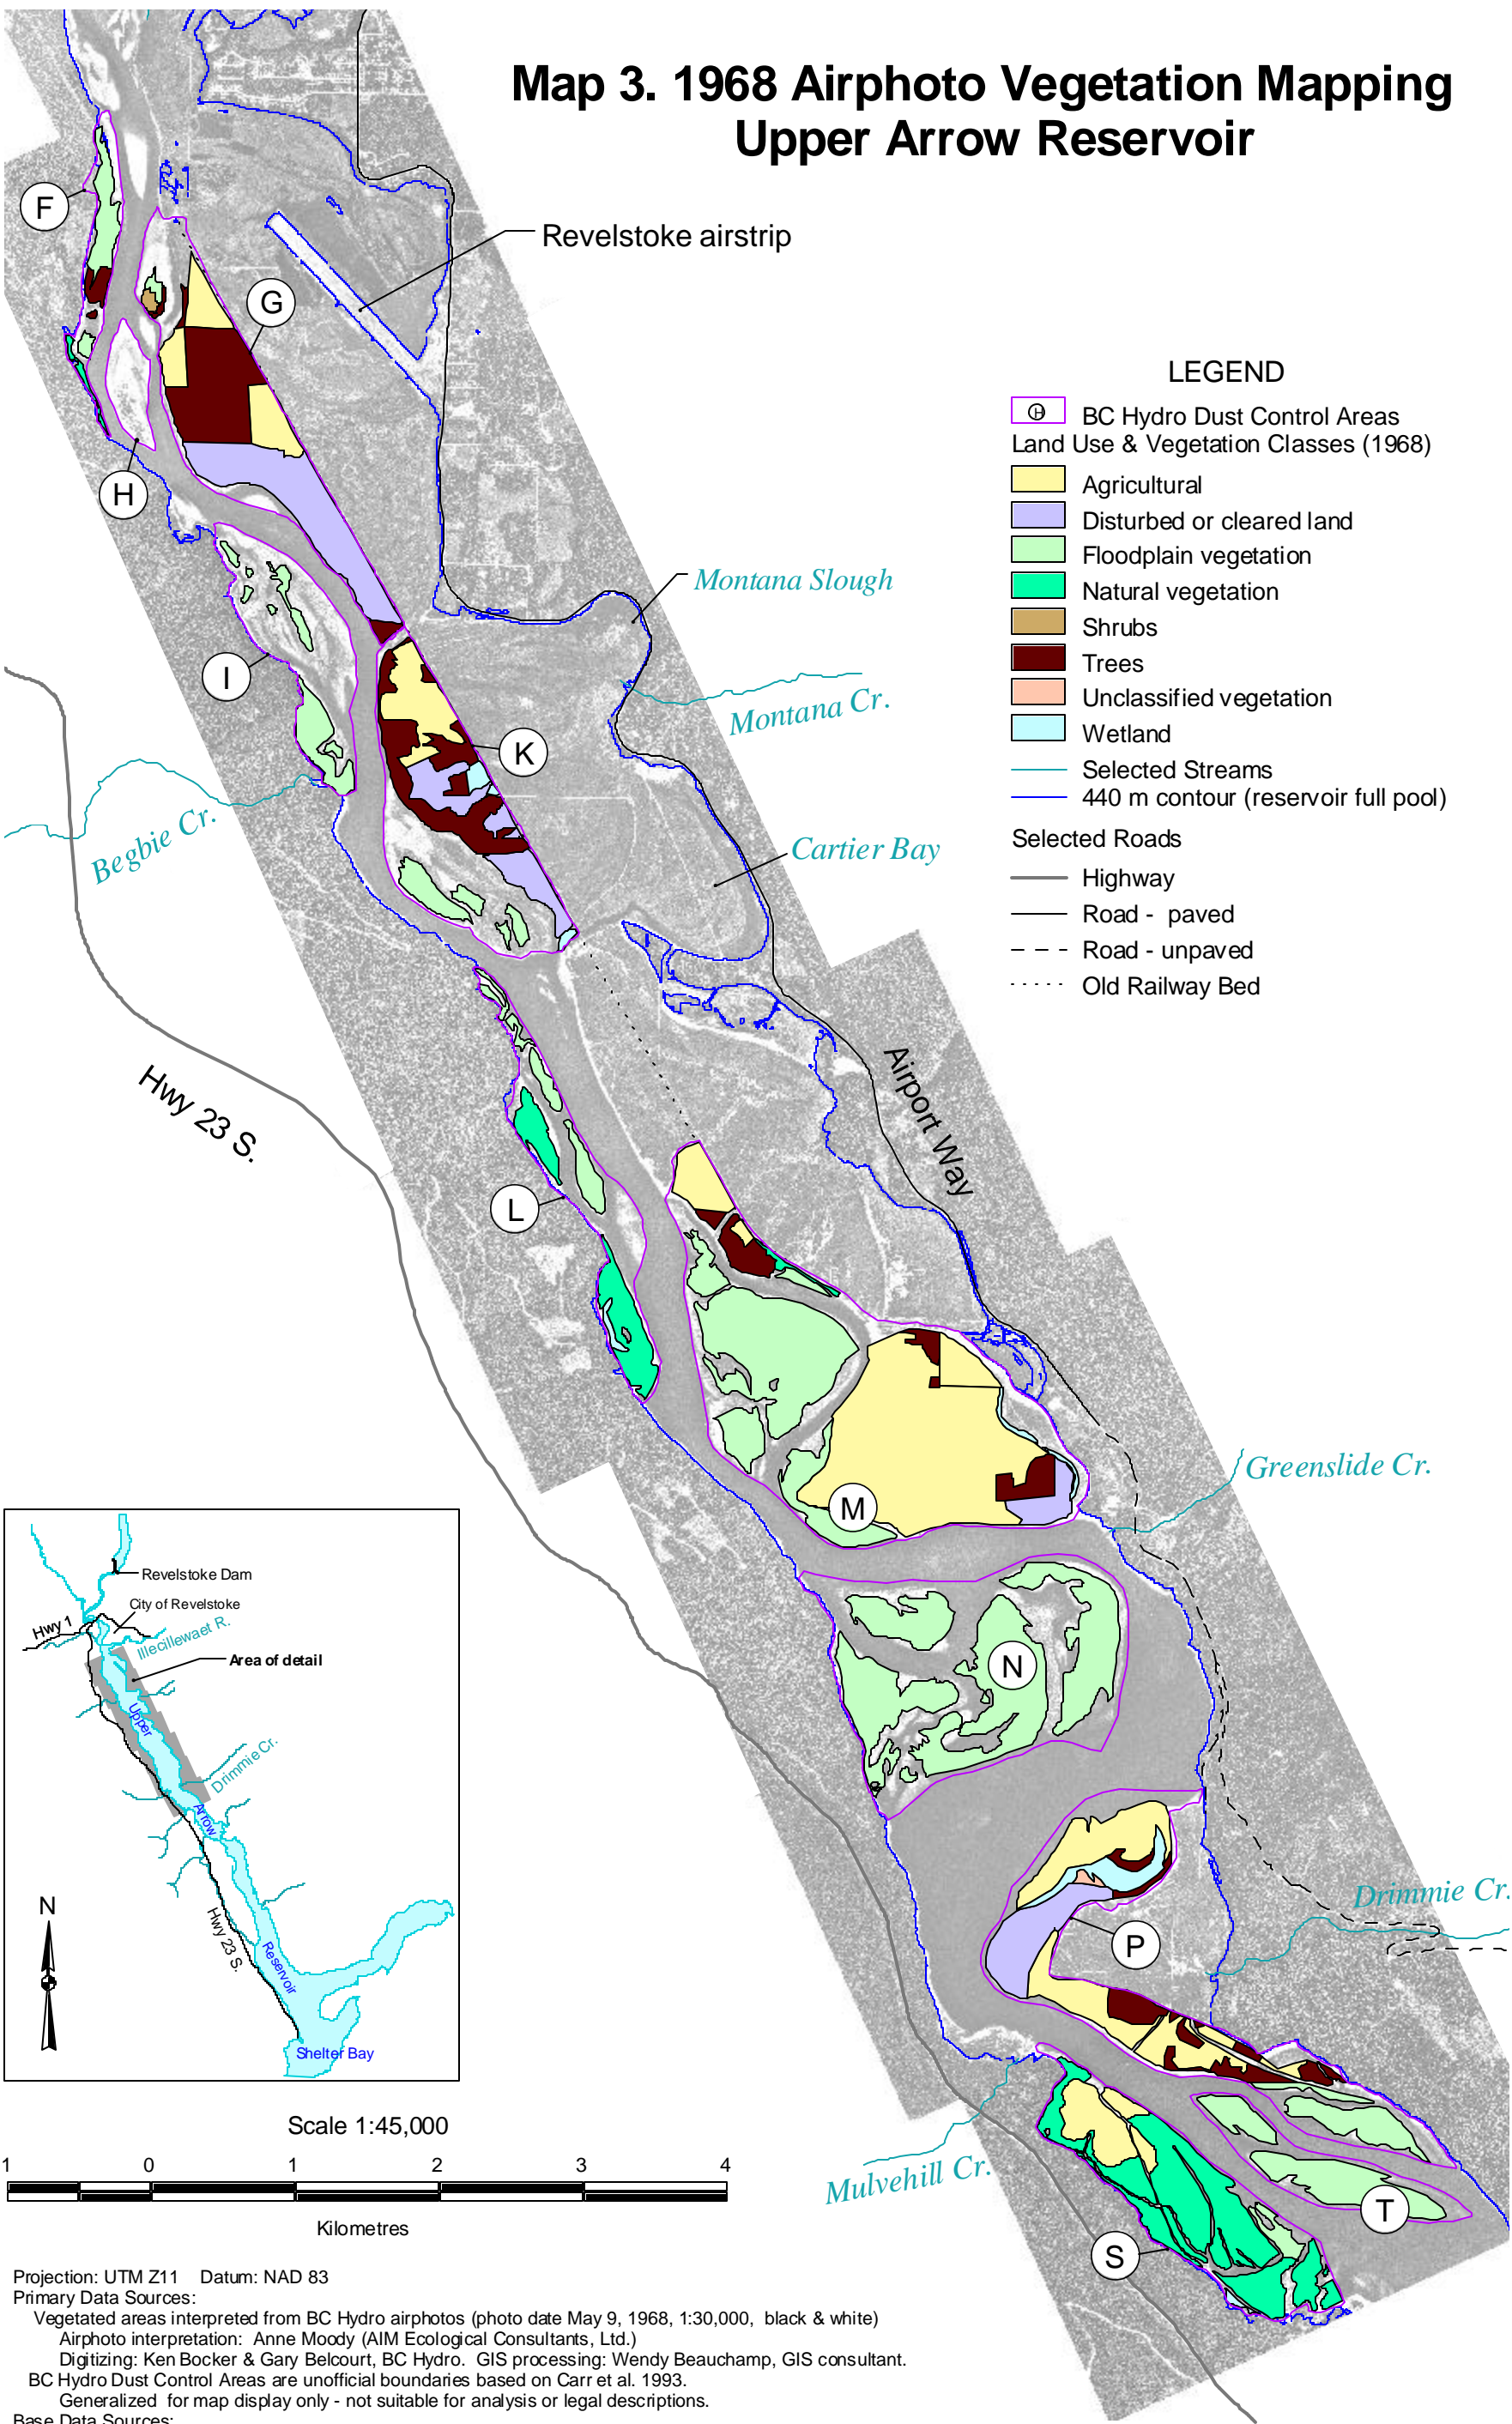 Map 3. 1968 Airphoto Vegetation Mapping
Upper Arrow Reservoir
F
Revelstoke airstrip
G
H
I
Montana Slough
Montana Cr.
K
Begbie Cr.
Cartier Bay
Hwy 23 S.
Airport Way
L
Greenslide Cr.
M
N
Drimmie Cr.
P
Mulvehill Cr.
T
S
LEGEND
H BC Hydro Dust Control Areas
Land Use & Vegetation Classes (1968)
Agricultural
Disturbed or cleared land
Floodplain vegetation
Natural vegetation
Shrubs
Trees
Unclassified vegetation
Wetland
Selected Streams
440 m contour (reservoir full pool)
Selected Roads
Highway
Road - paved
Road - unpaved
Old Railway Bed
Revelstoke Dam
City of Revelstoke
Hwy 1
Illecillewaet R.
Area of detail
Upper
Drimmie Cr.
Arrow
N
Hwy 23 S.
Reservoir
Shelter Bay
Scale 1:45,000
1 0 1 2 3 4
Kilometres
Projection: UTM Z11 Datum: NAD 83
Primary Data Sources:
Vegetated areas interpreted from BC Hydro airphotos (photo date May 9, 1968, 1:30,000, black & white)
Airphoto interpretation: Anne Moody (AIM Ecological Consultants, Ltd.)
Digitizing: Ken Bocker & Gary Belcourt, BC Hydro. GIS processing: Wendy Beauchamp, GIS consultant.
BC Hydro Dust Control Areas are unofficial boundaries based on Carr et al. 1993.
Generalized for map display only - not suitable for analysis or legal descriptions.
Base Data Sources: